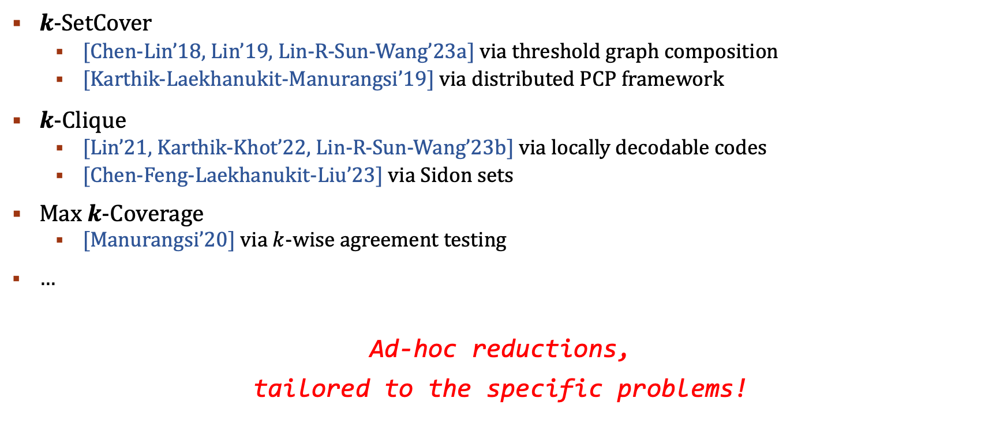 ▪ k-SetCover
▪ [Chen-Lin’18, Lin’19, Lin-R-Sun-Wang’23a] via threshold graph composition
▪ [Karthik-Laekhanukit-Manurangsi’19] via distributed PCP framework
▪ k-Clique
▪ [Lin’21, Karthik-Khot’22, Lin-R-Sun-Wang’23b] via locally decodable codes
▪ [Chen-Feng-Laekhanukit-Liu’23] via Sidon sets
▪ Max k-Coverage
▪ [Manurangsi’20] via k-wise agreement testing
▪ ...
Ad-hoc reductions,
tailored to the specific problems!